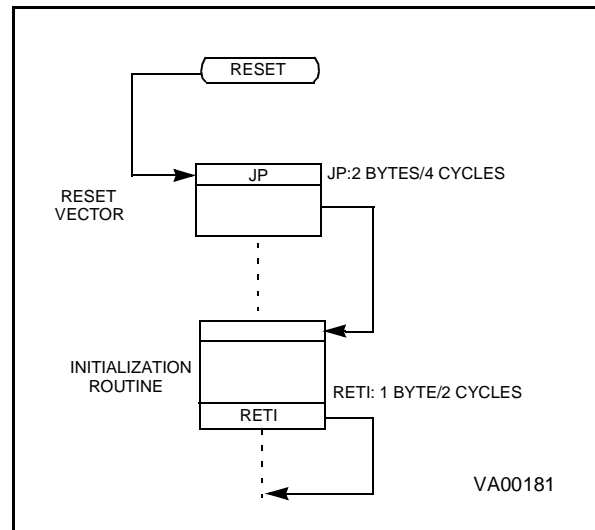 RESET
JP
JP:2 BYTES/4 CYCLES
RESET
VECTOR
INITIALIZATION
ROUTINE
RETI: 1 BYTE/2 CYCLES
RETI
VA00181